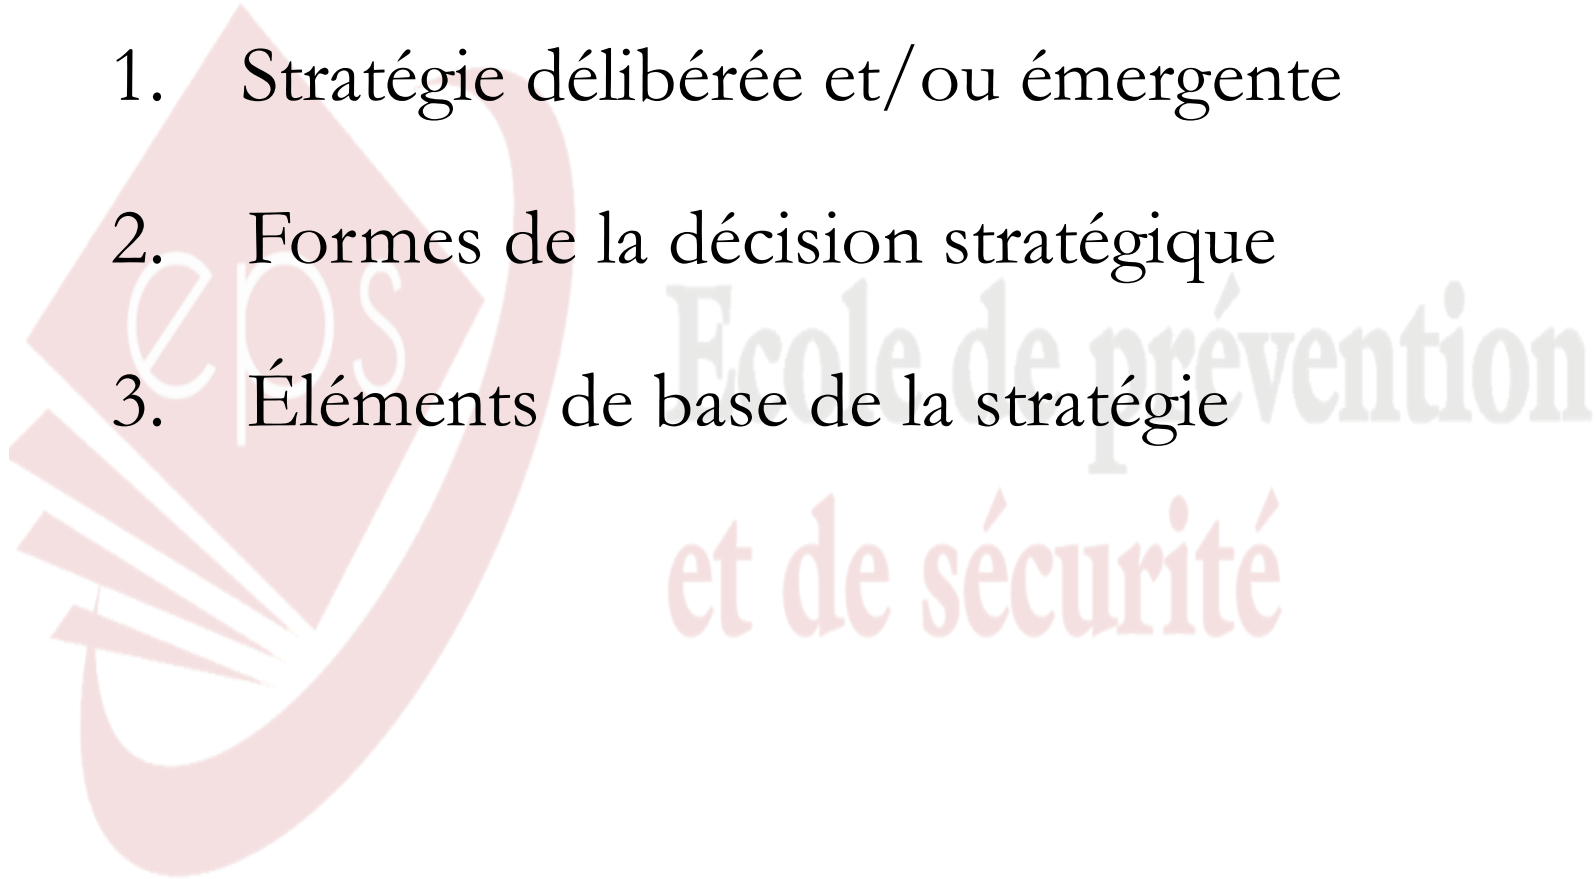 1. Stratégie délibérée et/ou émergente
2. Formes de la décision stratégique
eps
Ecole de prévention
3. Éléments de base de la stratégie
et de sécurité